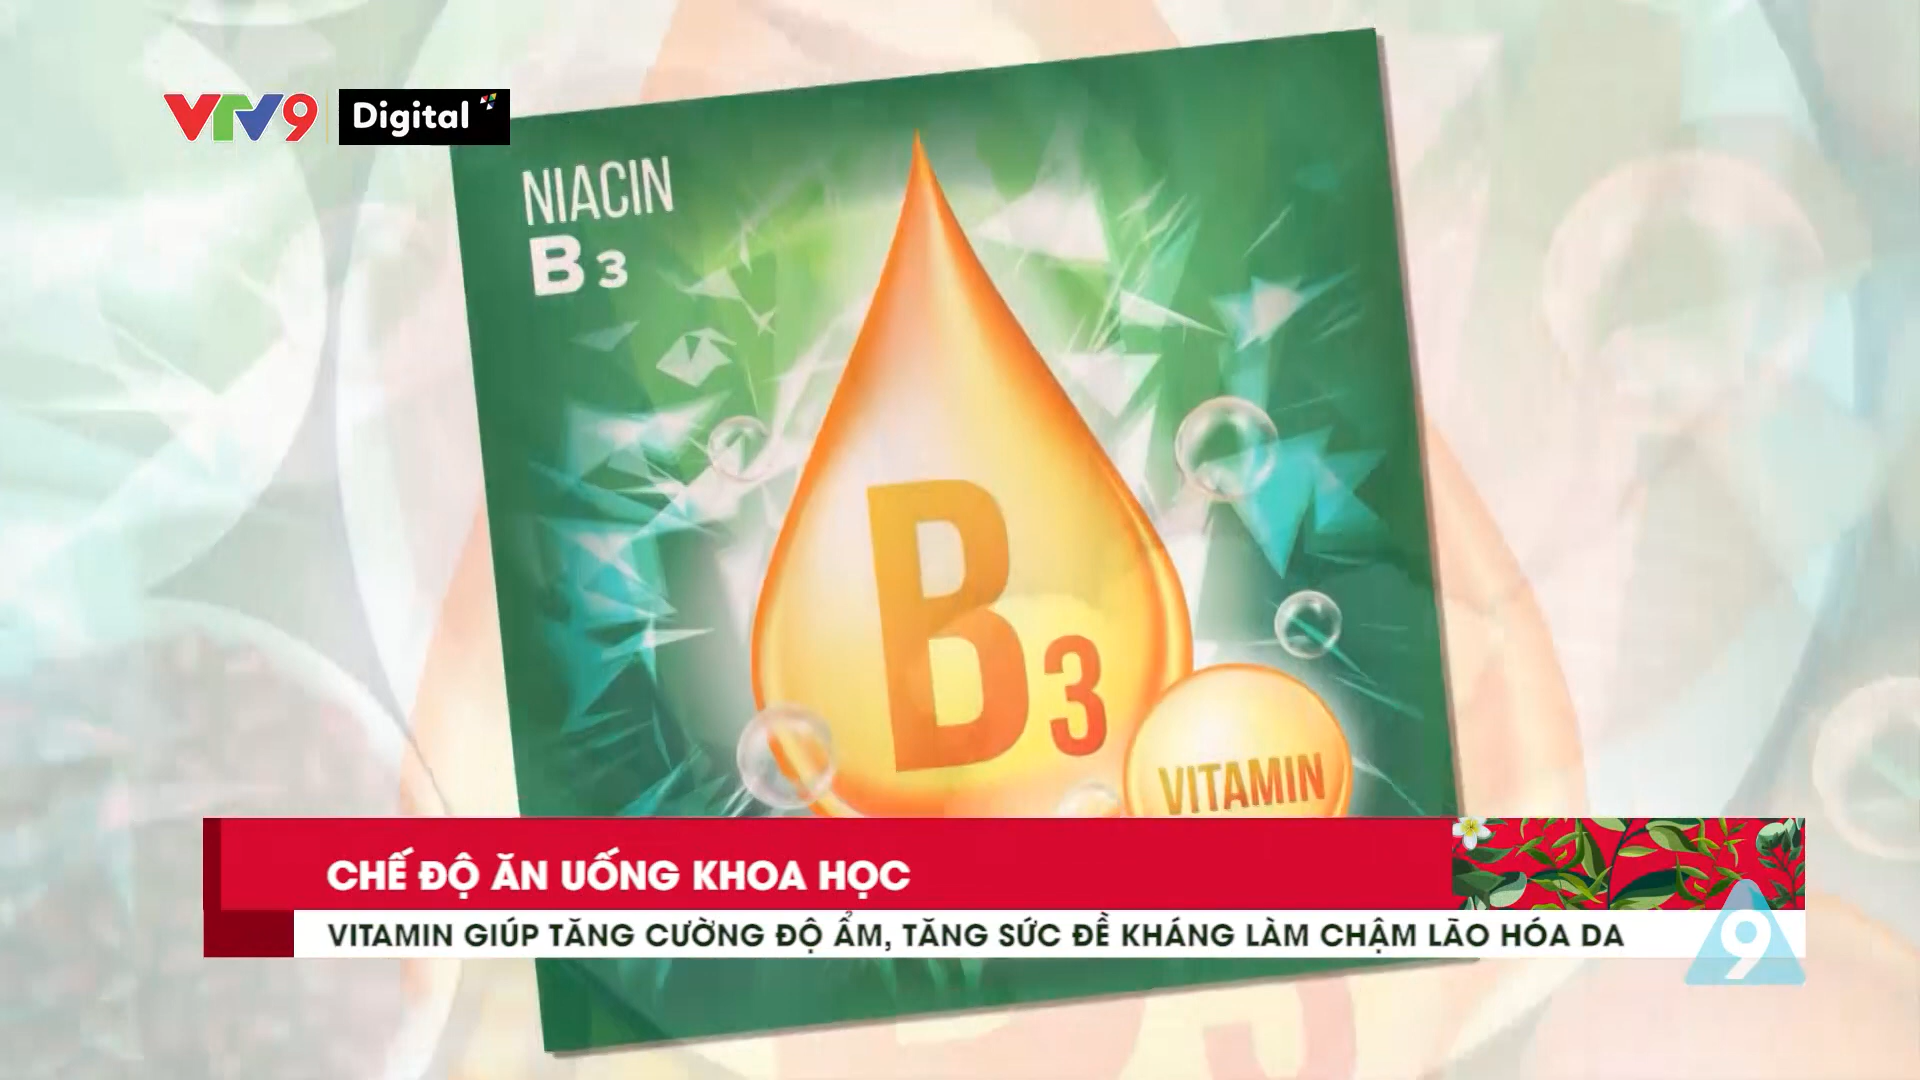 VTV9 Digital
NIACIN
B3
B3
VITAMIN
CHẾ ĐỘ ĂN UỐNG KHOA HỌC
VITAMIN GIÚP TĂNG CƯỜNG ĐỘ ẨM, TĂNG SỨC ĐỀ KHÁNG LÀM CHẬM LÃO HÓA DA
9